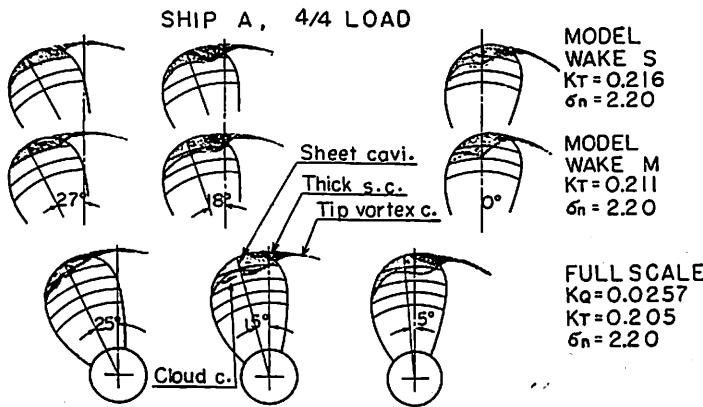 SHIP A, 4/4 LOAD
MODEL
WAKE S
KT=0.216
σn=2.20
MODEL
WAKE M
KT=0.211
σn=2.20
27°
18°
0°
Sheet cavi.
Thick s.c.
Tip vortex c.
FULL SCALE
KQ=0.0257
KT=0.205
σn=2.20
25°
15°
5°
Cloud c.